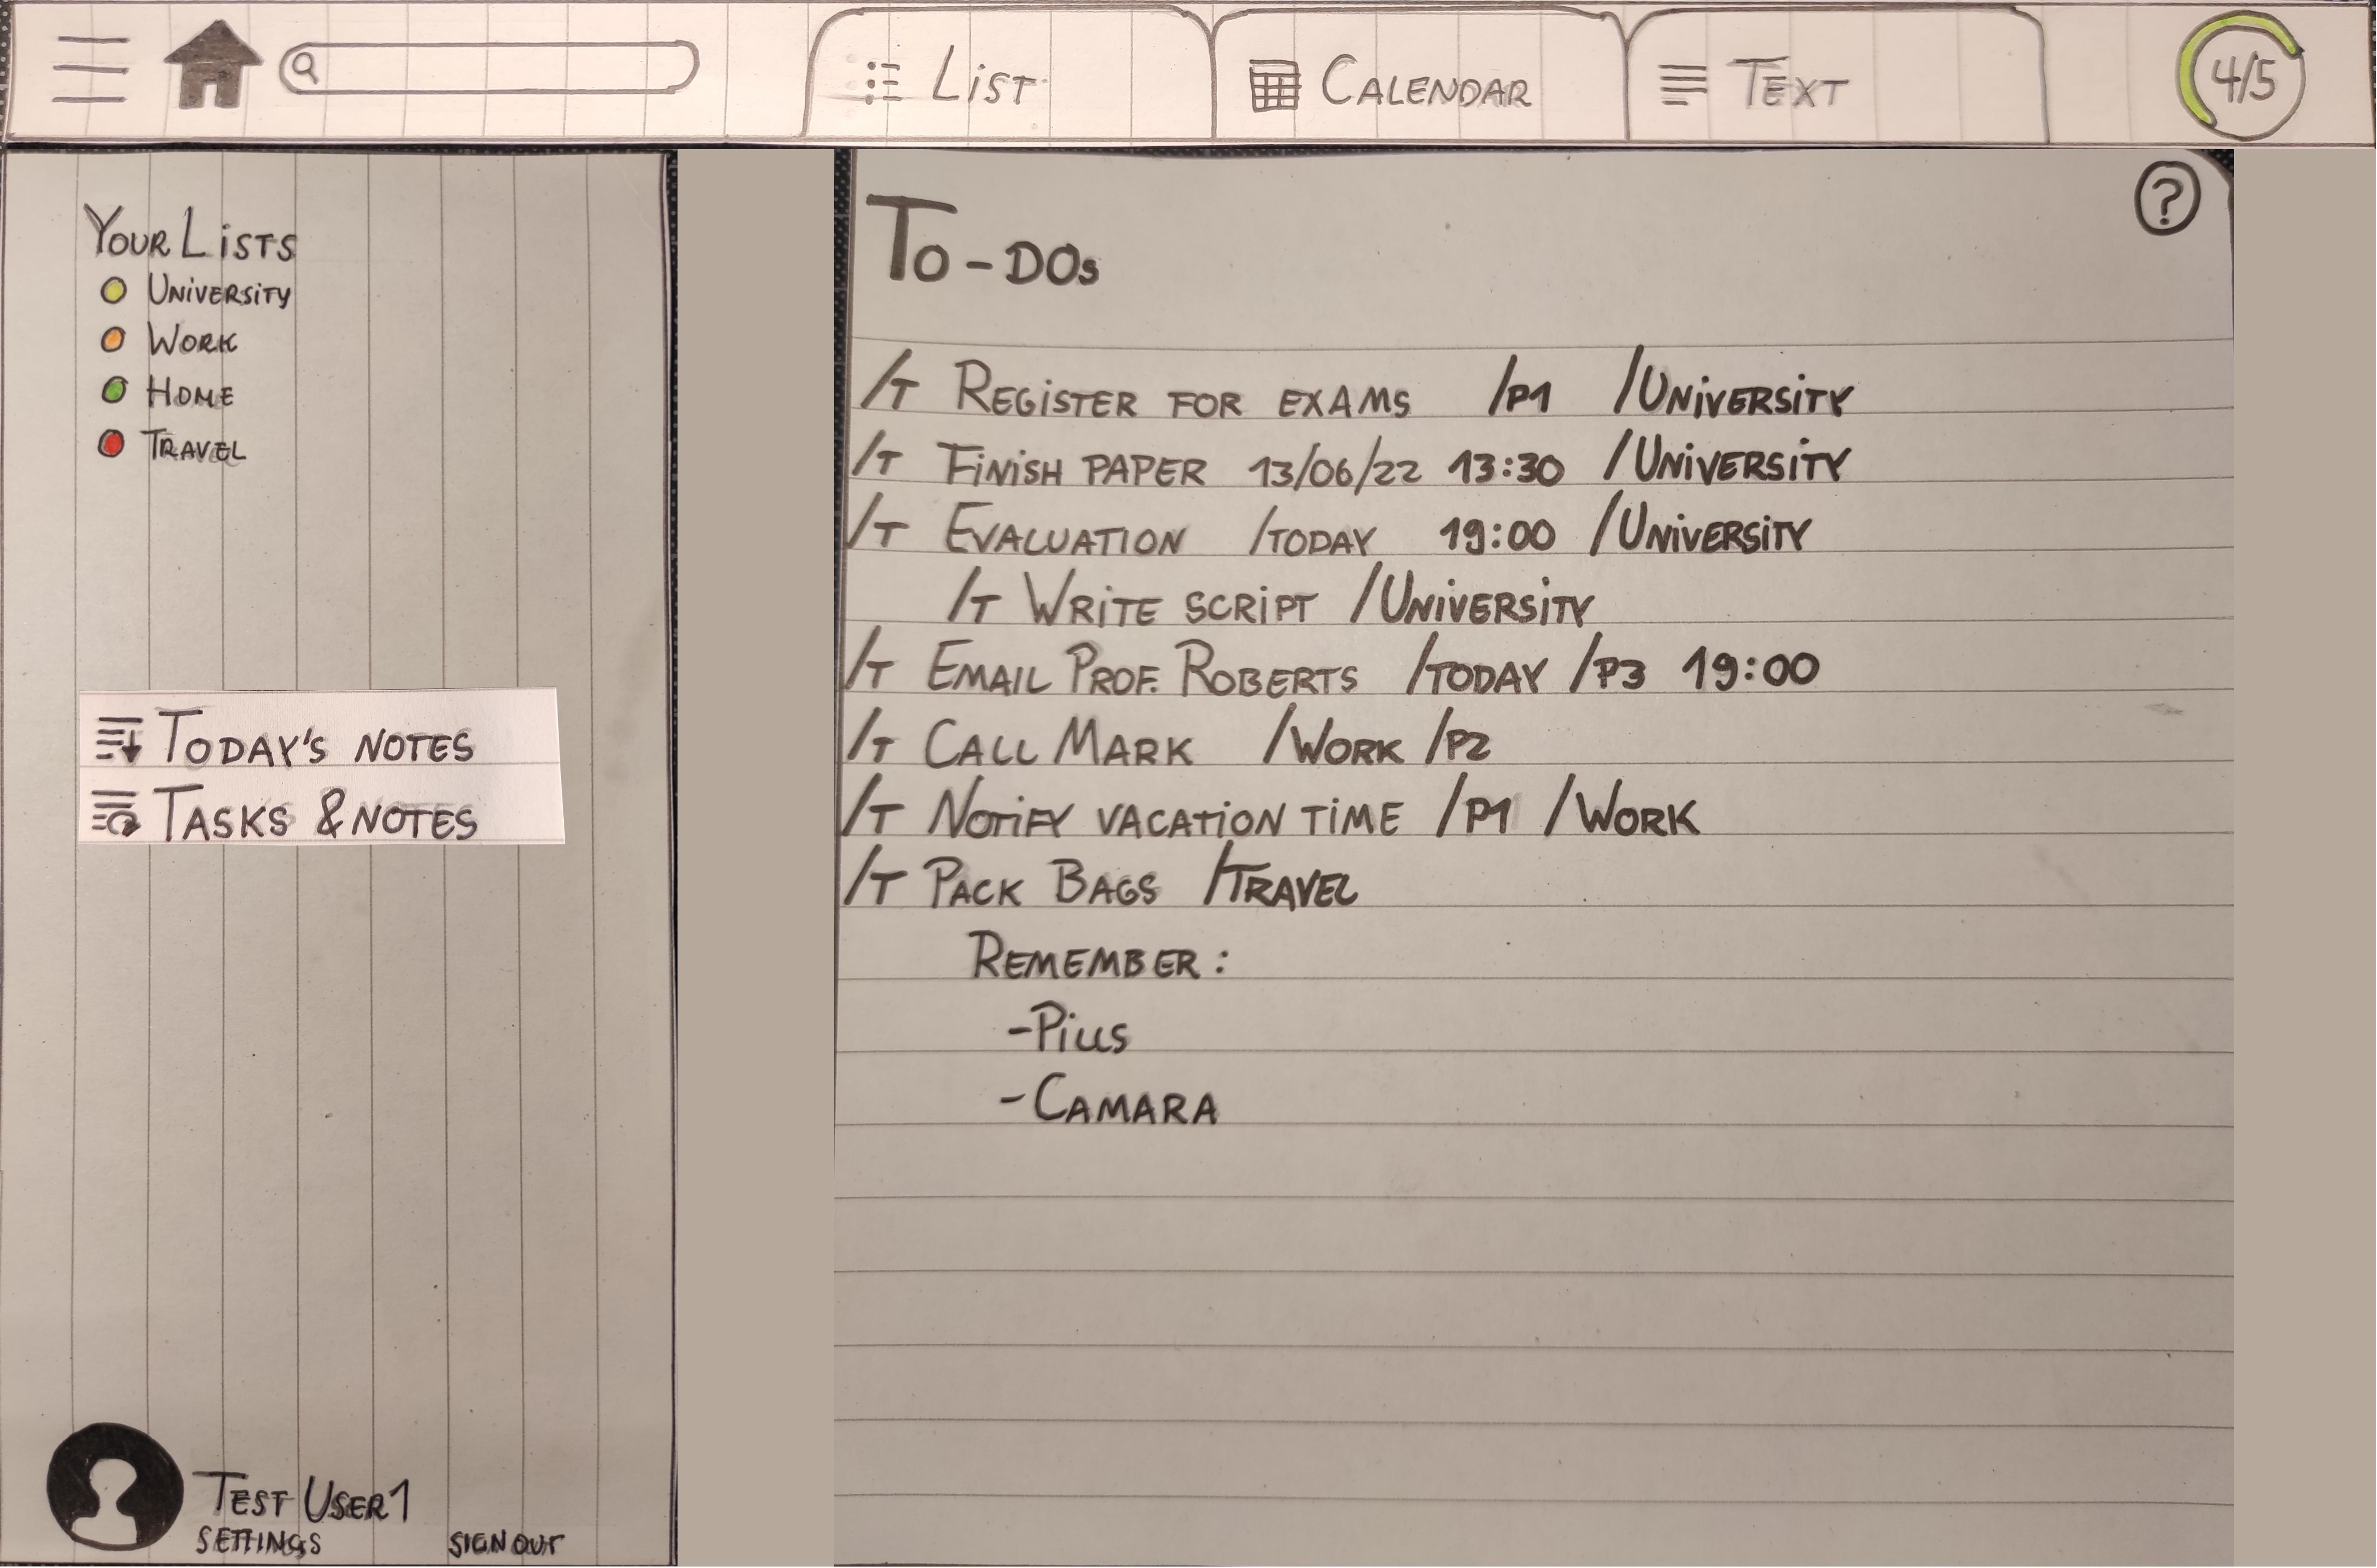 List
Calendar
Text
4/5
Your Lists
University
Work
Home
Travel
Today's notes
Tasks & notes
Test User1
Settings
Sign out
?
To-dos
/T Register for exams /P1 /University
/T Finish paper 13/06/22 13:30 /University
/T Evaluation /today 19:00 /University
/T Write script /University
/T Email Prof. Roberts /today /P3 19:00
/T Call Mark /Work /P2
/T Notify vacation time /P1 /Work
/T Pack Bags /Travel
Remember:
-Pills
-Camara